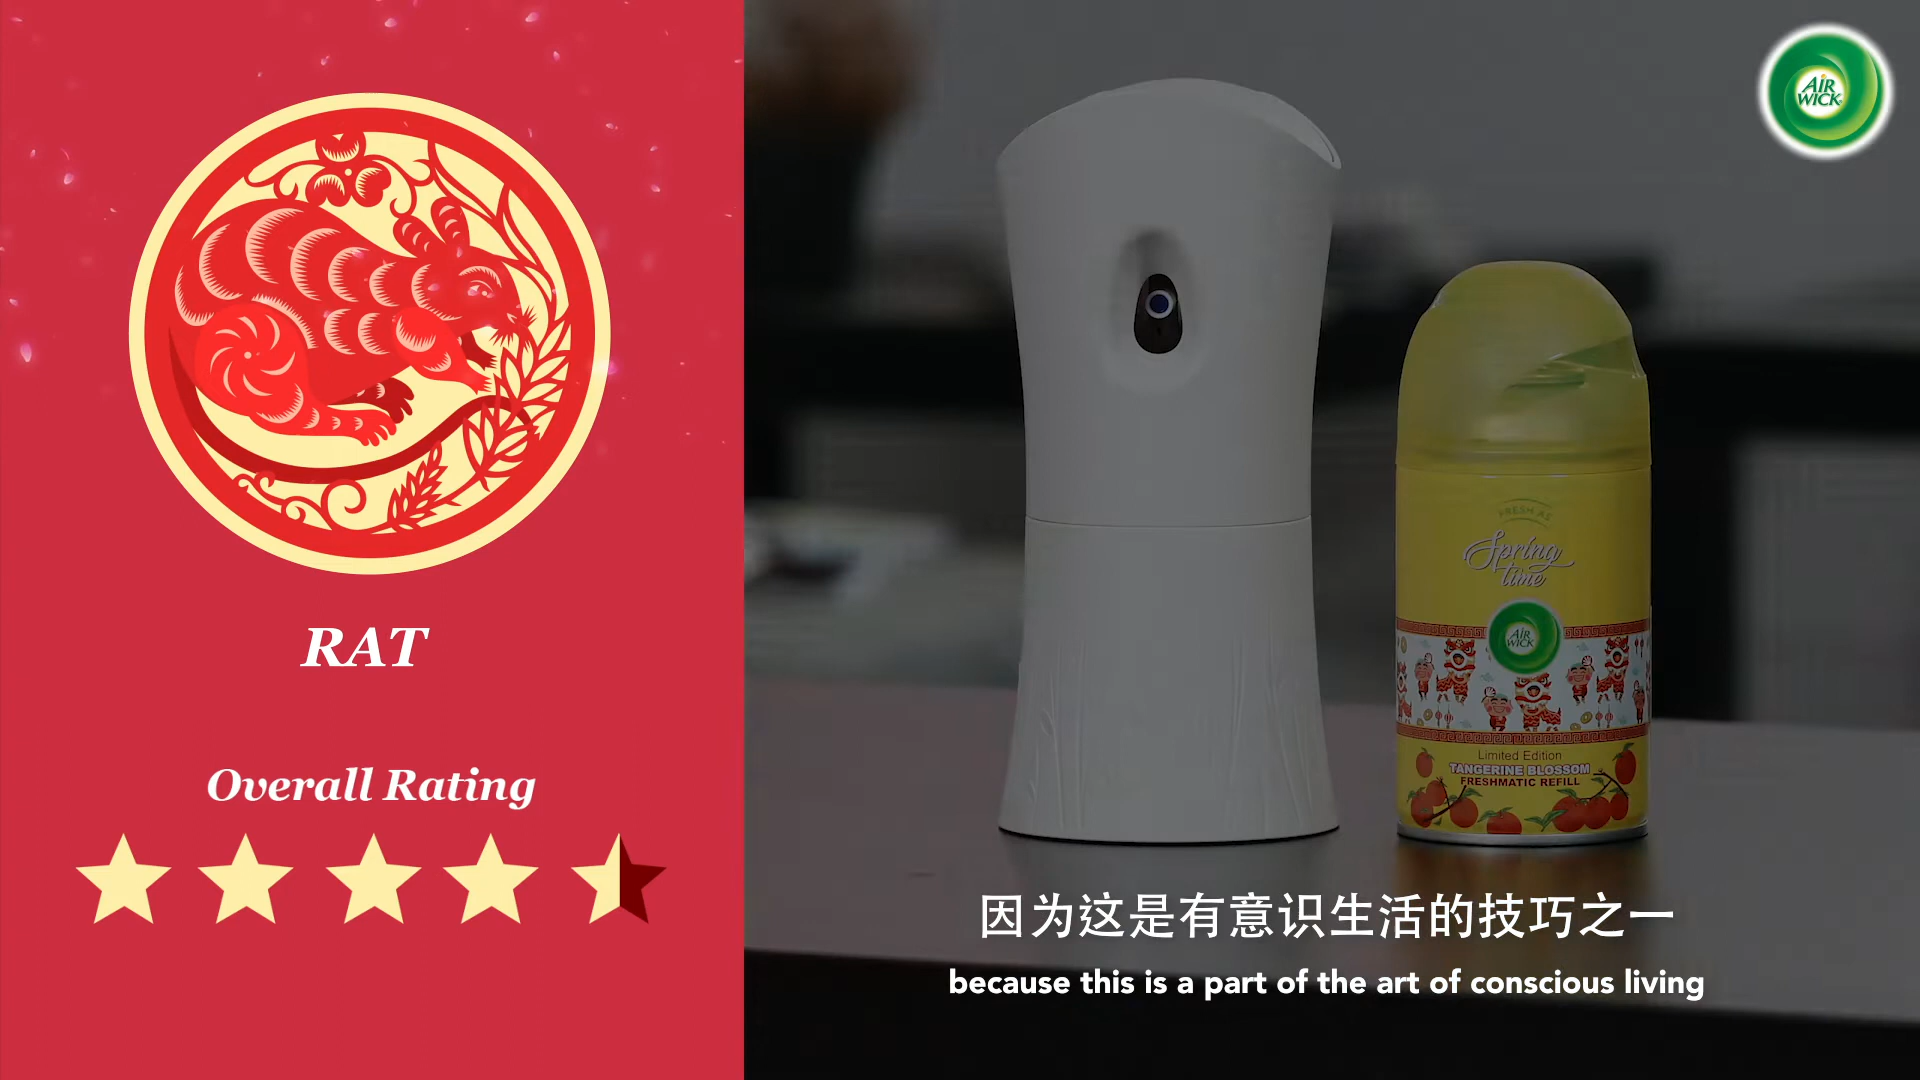 RAT
Overall Rating
AIR
WICK
FRESH AS
Spring
time
AIR
WICK
Limited Edition
TANGERINE BLOSSOM
FRESHMATIC REFILL
因为这是有意识生活的技巧之一
because this is a part of the art of conscious living